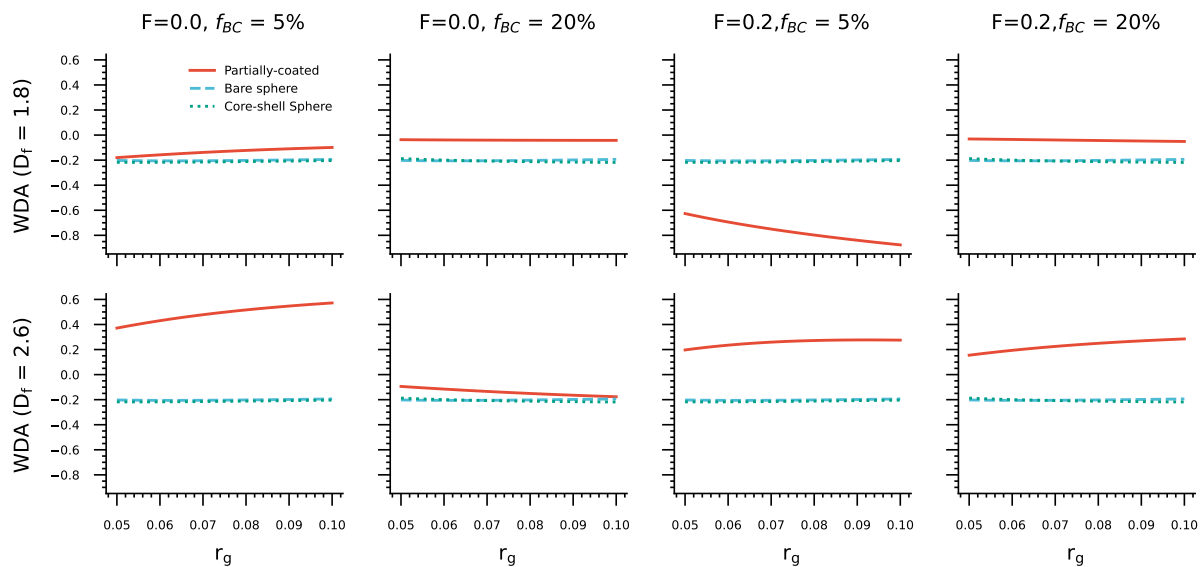 F=0.0, f_BC = 5%
F=0.0, f_BC = 20%
F=0.2,f_BC = 5%
F=0.2,f_BC = 20%
WDA (D_f = 1.8)
0.6
0.4
0.2
0.0
−0.2
−0.4
−0.6
−0.8
Partially-coated
Bare sphere
Core-shell Sphere
WDA (D_f = 2.6)
0.6
0.4
0.2
0.0
−0.2
−0.4
−0.6
−0.8
0.05 0.06 0.07 0.08 0.09 0.10
0.05 0.06 0.07 0.08 0.09 0.10
0.05 0.06 0.07 0.08 0.09 0.10
0.05 0.06 0.07 0.08 0.09 0.10
r_g
r_g
r_g
r_g